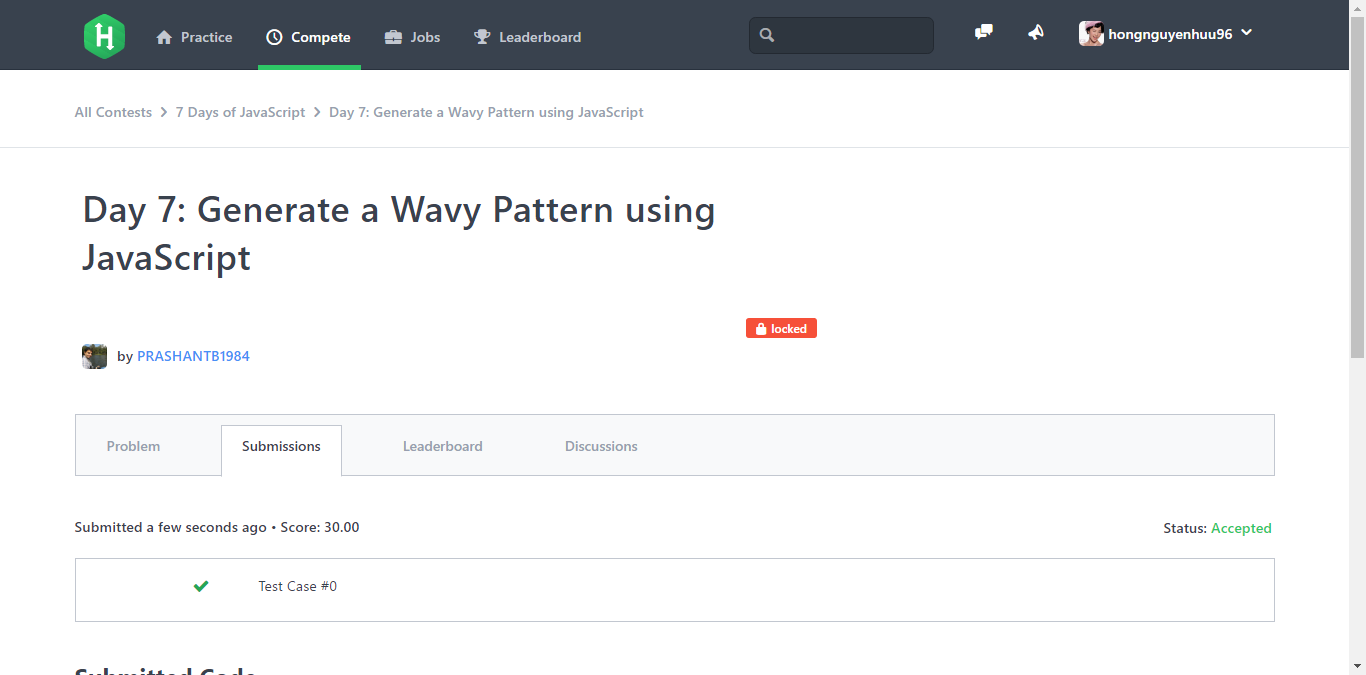 H Practice Compete Jobs Leaderboard hongnguyenhuu96
All Contests > 7 Days of JavaScript > Day 7: Generate a Wavy Pattern using JavaScript
Day 7: Generate a Wavy Pattern using
JavaScript
locked
by PRASHANTB1984
Problem Submissions Leaderboard Discussions
Submitted a few seconds ago • Score: 30.00 Status: Accepted
Test Case #0
Submitted Code